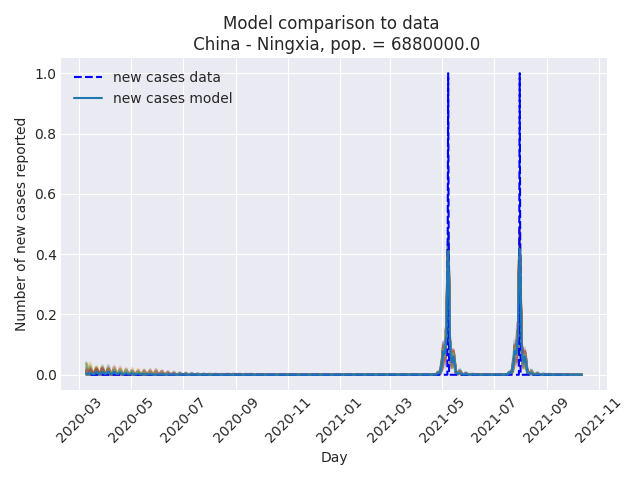 Model comparison to data
China - Ningxia, pop. = 6880000.0
new cases data
new cases model
Number of new cases reported
1.0
0.8
0.6
0.4
0.2
0.0
2020-03
2020-05
2020-07
2020-09
2020-11
2021-01
2021-03
2021-05
2021-07
2021-09
2021-11
Day